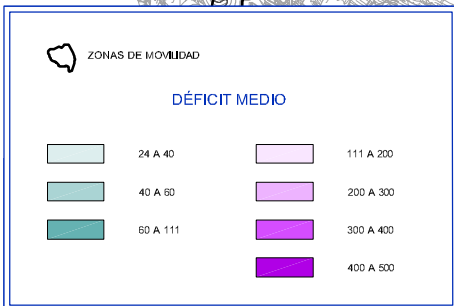 ZONAS DE MOVILIDAD
DÉFICIT MEDIO
24 A 40
111 A 200
40 A 60
200 A 300
60 A 111
300 A 400
400 A 500